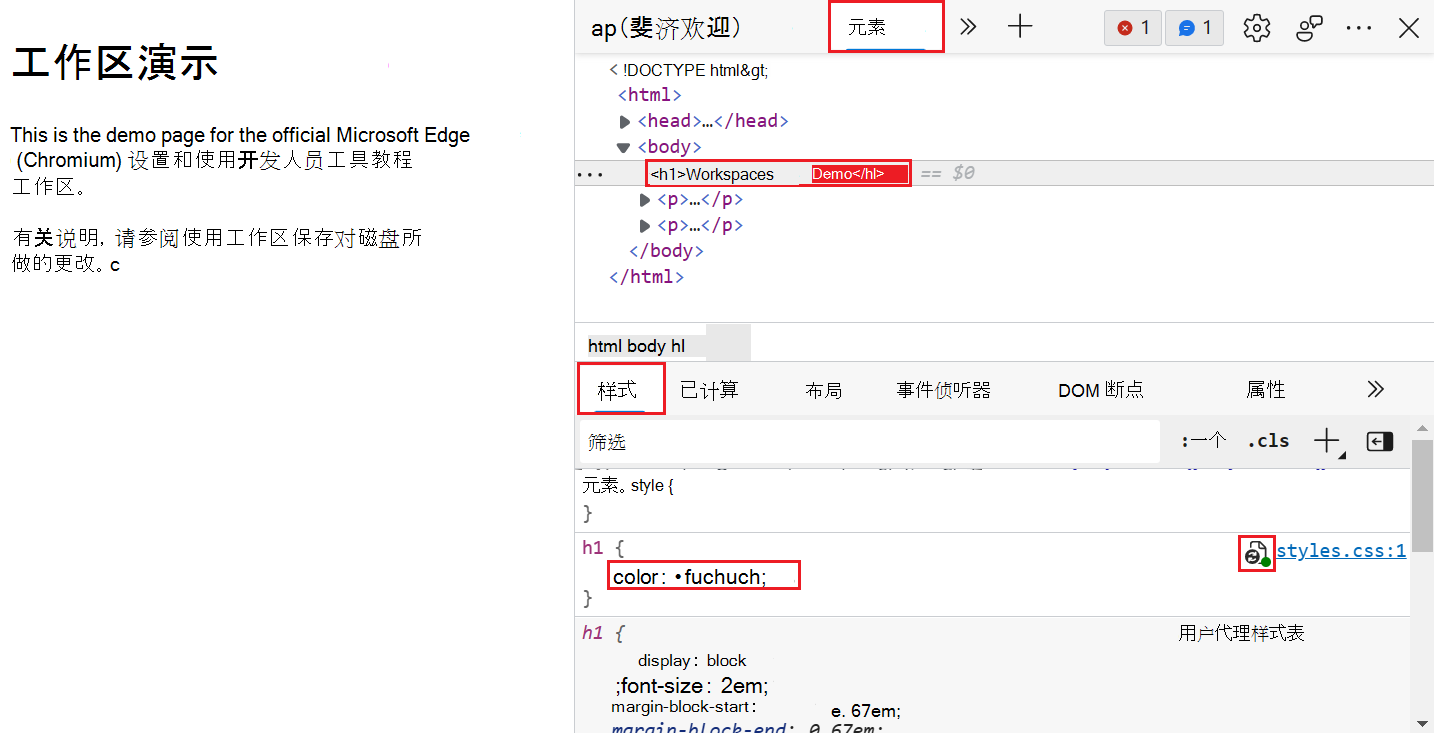 工作区演示
This is the demo page for the official Microsoft Edge
(Chromium) 设置和使用开发人员工具教程
工作区。
有关说明, 请参阅使用工作区保存对磁盘所
做的更改。c
ap(斐济欢迎)
元素
1
1
<!DOCTYPE html&gt;
<html>
<head>…</head>
<body>
<h1>Workspaces Demo</hl> == $0
<p>…</p>
<p>…</p>
</body>
</html>
html body hl
样式 已计算 布局 事件侦听器 DOM 断点 属性
筛选 :一个 .cls
元素。style {
}
h1 { styles.css:1
color: •fuchuch;
}
h1 { 用户代理样式表
display: block
;font-size: 2em;
margin-block-start: e. 67em;
margin-block-end: 0.67em;